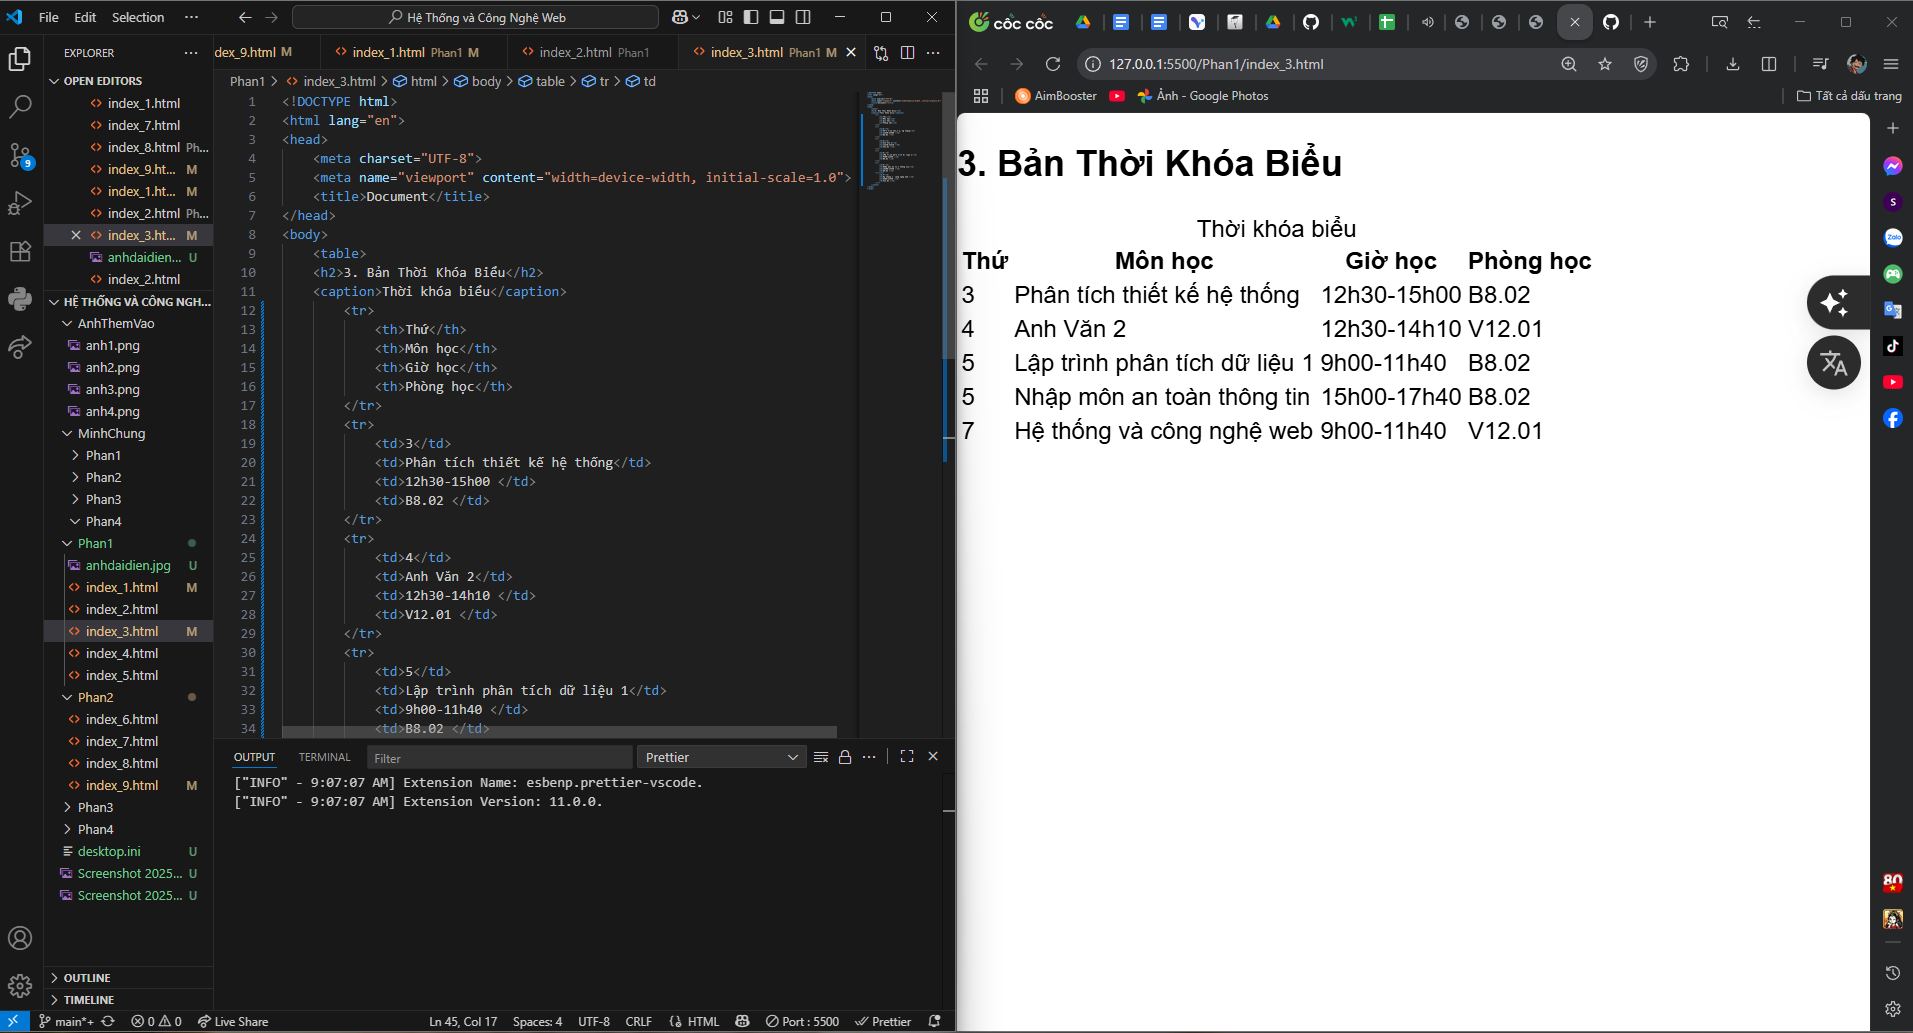 File Edit Selection ··· Hệ Thống và Công Nghệ Web
EXPLORER ···
OPEN EDITORS
index_1.html
index_7.html
index_8.html Ph...
index_9.h... M
index_1.h... M
index_2.html Ph...
index_3.ht... M
anhdaidien... U
index_2.html
HỆ THỐNG VÀ CÔNG NGH...
AnhThemVao
anh1.png
anh2.png
anh3.png
anh4.png
MinhChung
Phan1
Phan2
Phan3
Phan4
Phan1
anhdaidien.jpg U
index_1.html M
index_2.html
index_3.html M
index_4.html
index_5.html
Phan2
index_6.html
index_7.html
index_8.html
index_9.html M
Phan3
Phan4
desktop.ini U
Screenshot 2025... U
Screenshot 2025... U
OUTLINE
TIMELINE
9
dex_9.html M index_1.html Phan1 M index_2.html Phan1 index_3.html Phan1 M
Phan1 > index_3.html > html > body > table > tr > td
1 <!DOCTYPE html>
2 <html lang="en">
3 <head>
4 <meta charset="UTF-8">
5 <meta name="viewport" content="width=device-width, initial-scale=1.0">
6 <title>Document</title>
7 </head>
8 <body>
9 <table>
10 <h2>3. Bản Thời Khóa Biểu</h2>
11 <caption>Thời khóa biểu</caption>
12 <tr>
13 <th>Thứ</th>
14 <th>Môn học</th>
15 <th>Giờ học</th>
16 <th>Phòng học</th>
17 </tr>
18 <tr>
19 <td>3</td>
20 <td>Phân tích thiết kế hệ thống</td>
21 <td>12h30-15h00 </td>
22 <td>B8.02 </td>
23 </tr>
24 <tr>
25 <td>4</td>
26 <td>Anh Văn 2</td>
27 <td>12h30-14h10 </td>
28 <td>V12.01 </td>
29 </tr>
30 <tr>
31 <td>5</td>
32 <td>Lập trình phân tích dữ liệu 1</td>
33 <td>9h00-11h40 </td>
34 <td>B8.02 </td>
OUTPUT TERMINAL Filter Prettier
["INFO" - 9:07:07 AM] Extension Name: esbenp.prettier-vscode.
["INFO" - 9:07:07 AM] Extension Version: 11.0.0.
main*+ 0 0 Live Share Ln 45, Col 17 Spaces: 4 UTF-8 CRLF HTML Port : 5500 Prettier
cốc cốc
127.0.0.1:5500/Phan1/index_3.html
AimBooster Ảnh - Google Photos Tất cả dấu trang
3. Bản Thời Khóa Biểu
Thời khóa biểu
Thứ Môn học Giờ học Phòng học
3 Phân tích thiết kế hệ thống 12h30-15h00 B8.02
4 Anh Văn 2 12h30-14h10 V12.01
5 Lập trình phân tích dữ liệu 1 9h00-11h40 B8.02
5 Nhập môn an toàn thông tin 15h00-17h40 B8.02
7 Hệ thống và công nghệ web 9h00-11h40 V12.01
S
Zalo
80